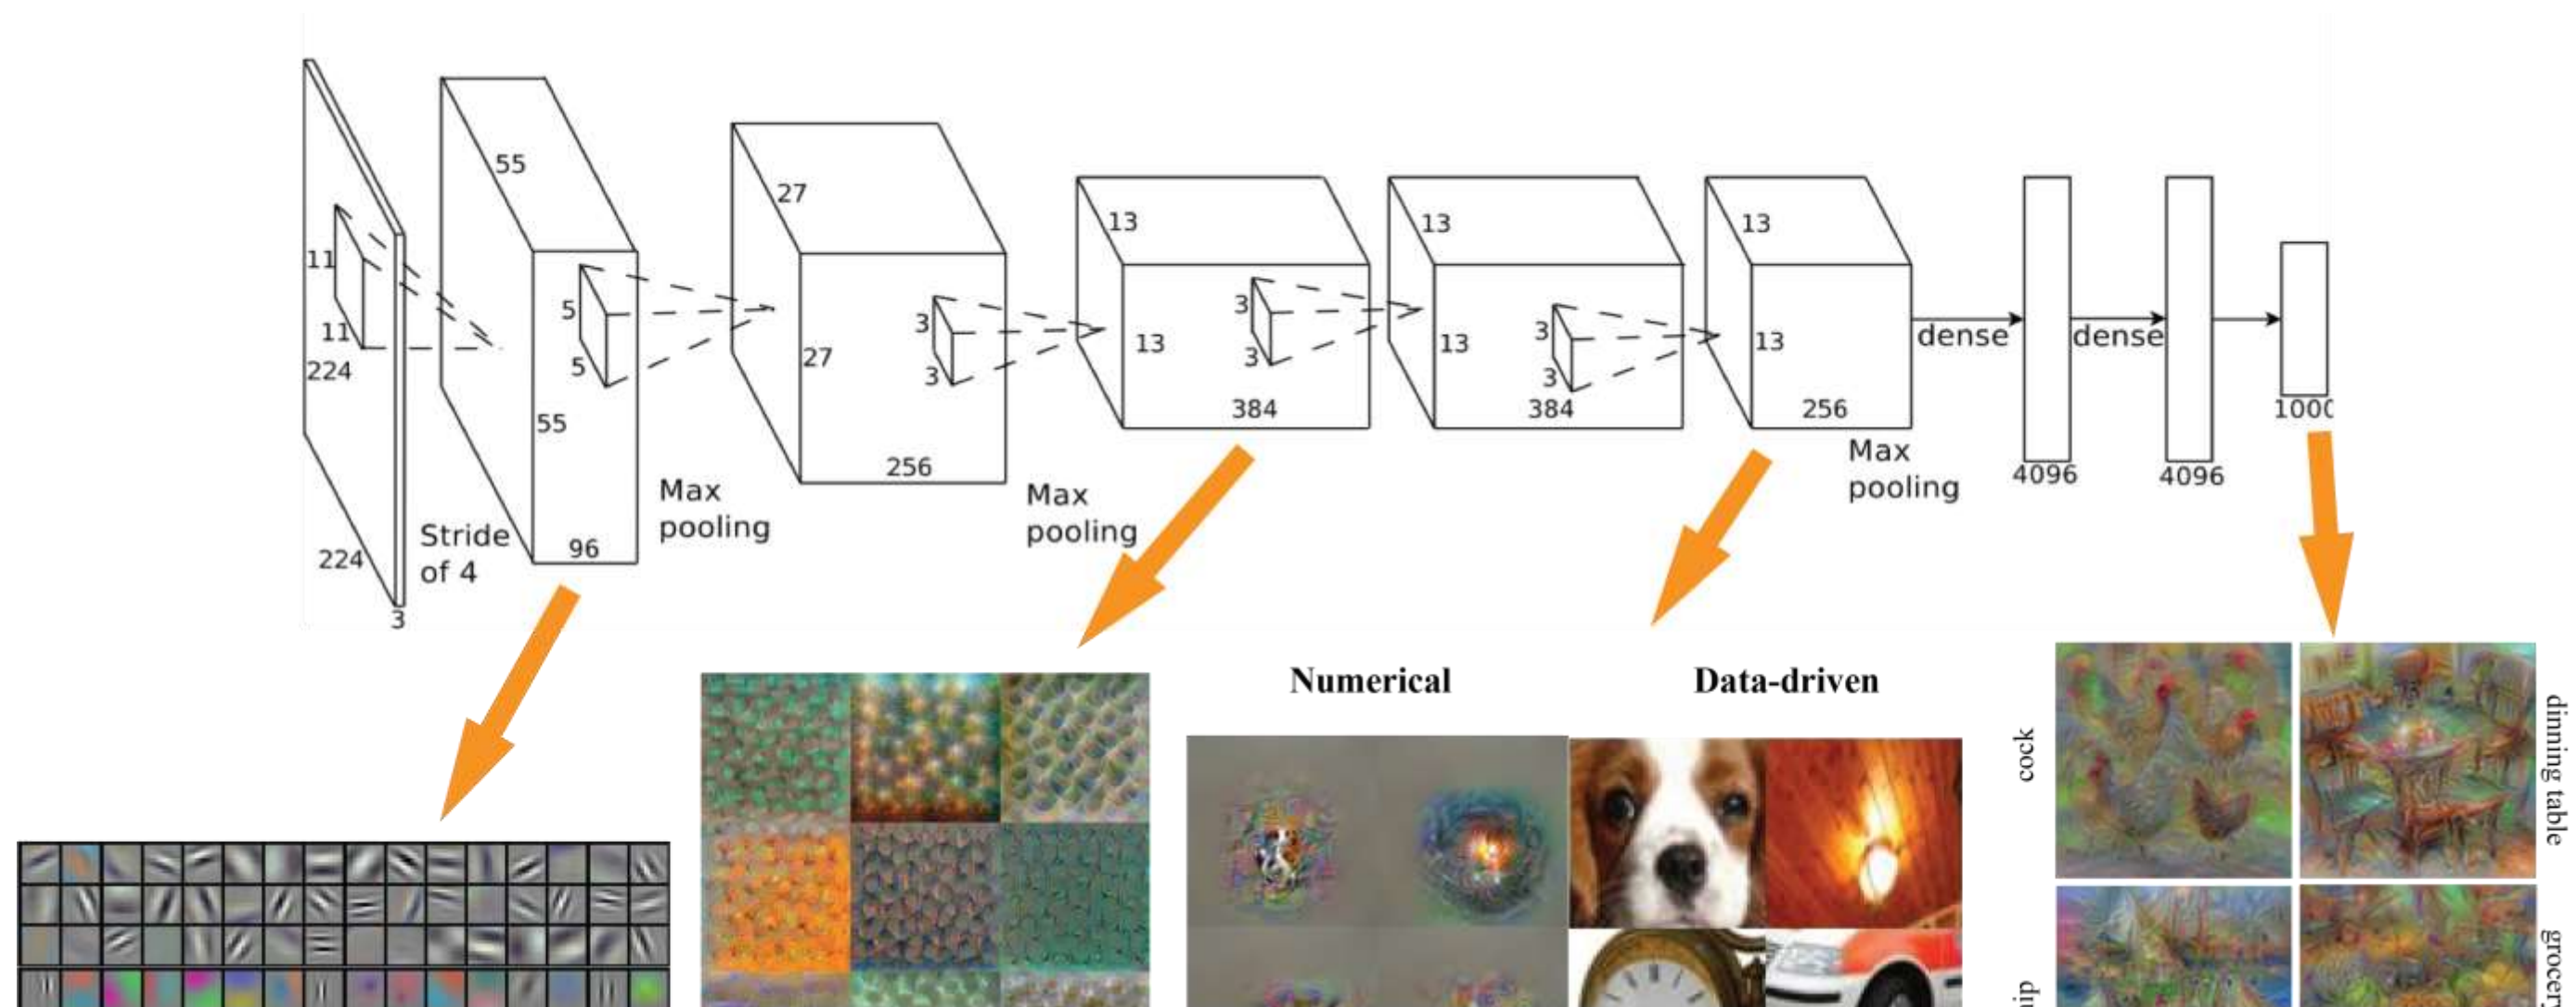 55
27
13
13
13
11
11
224
224
3
Stride
of 4
5
5
55
96
Max
pooling
3
3
27
256
Max
pooling
3
3
13
384
3
3
13
384
13
256
Max
pooling
dense
dense
4096
4096
Numerical
Data-driven
cock
dinning table